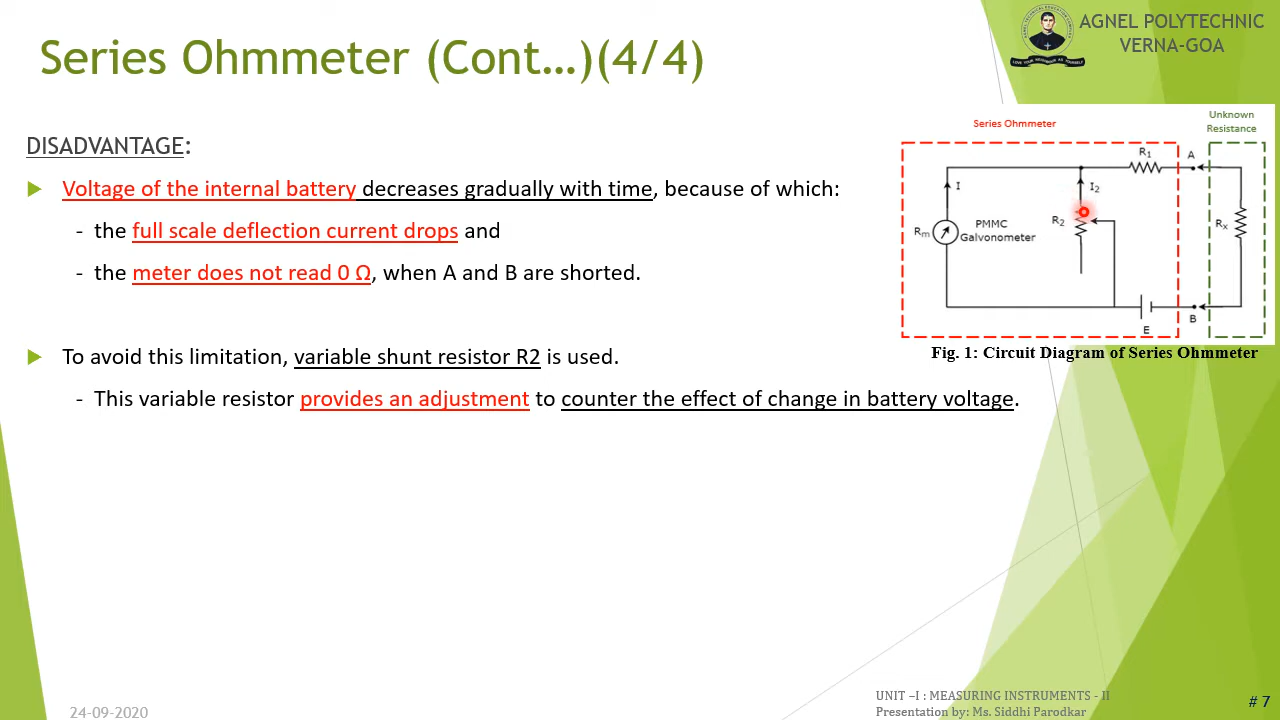 Series Ohmmeter (Cont…)(4/4)
AGNEL POLYTECHNIC
VERNA-GOA
DISADVANTAGE:
Voltage of the internal battery decreases gradually with time, because of which:
- the full scale deflection current drops and
- the meter does not read 0 Ω, when A and B are shorted.
To avoid this limitation, variable shunt resistor R2 is used.
- This variable resistor provides an adjustment to counter the effect of change in battery voltage.
Series Ohmmeter
Unknown
Resistance
R1
A
I
I2
R2
Rm
PMMC
Galvonometer
Rx
E
B
Fig. 1: Circuit Diagram of Series Ohmmeter
24-09-2020
UNIT –I : MEASURING INSTRUMENTS - II
Presentation by: Ms. Siddhi Parodkar
# 7